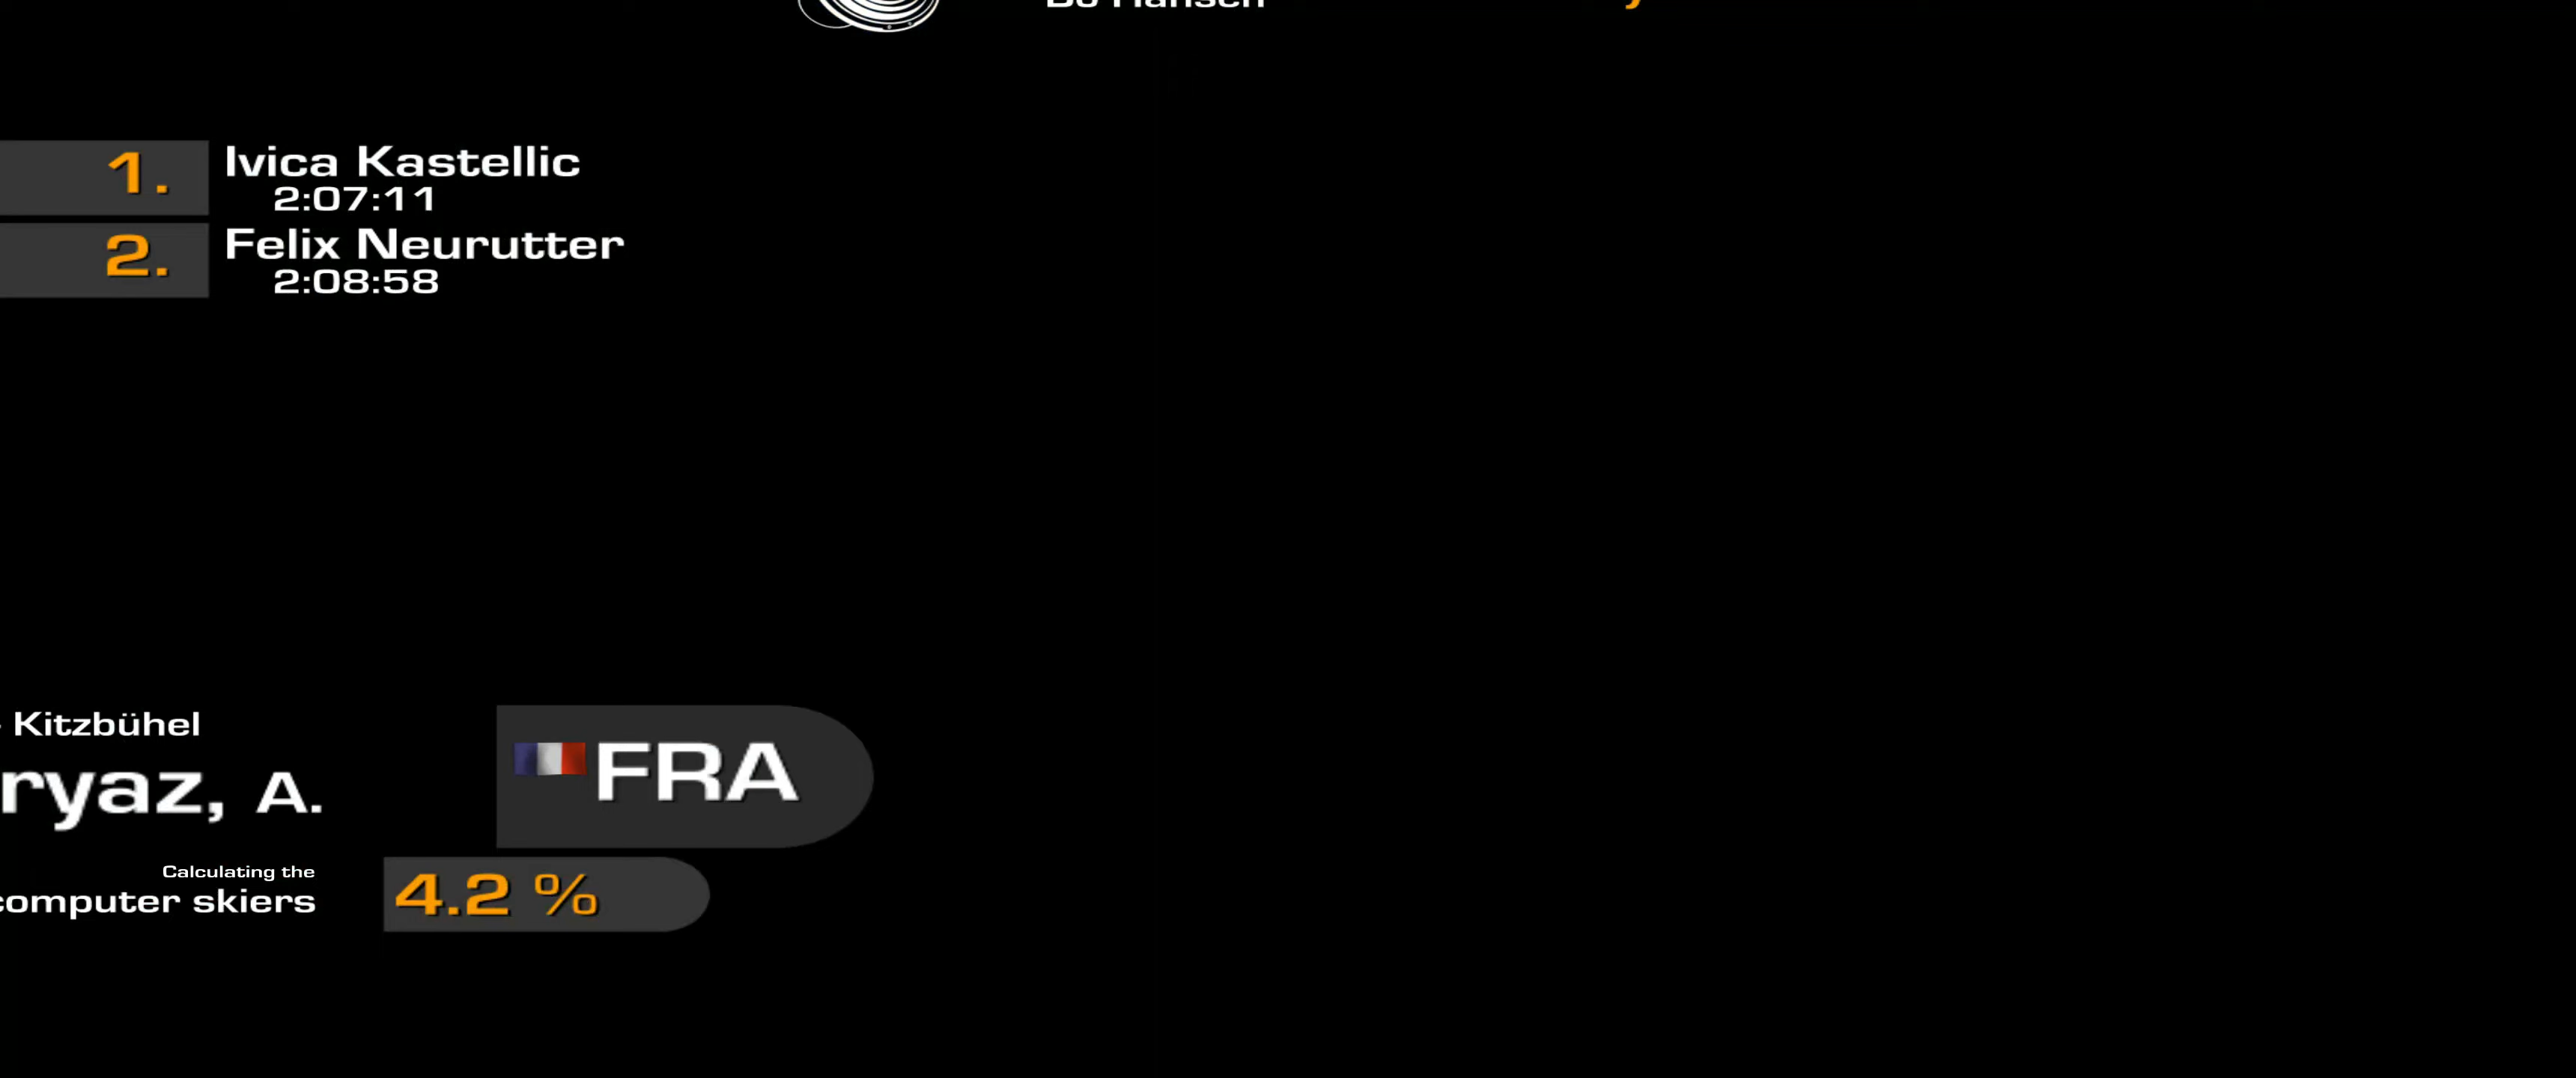 1. Ivica Kastellic
2:07:11
2. Felix Neurutter
2:08:58
Kitzbühel
ryaz, A.
FRA
Calculating the
computer skiers
4.2 %